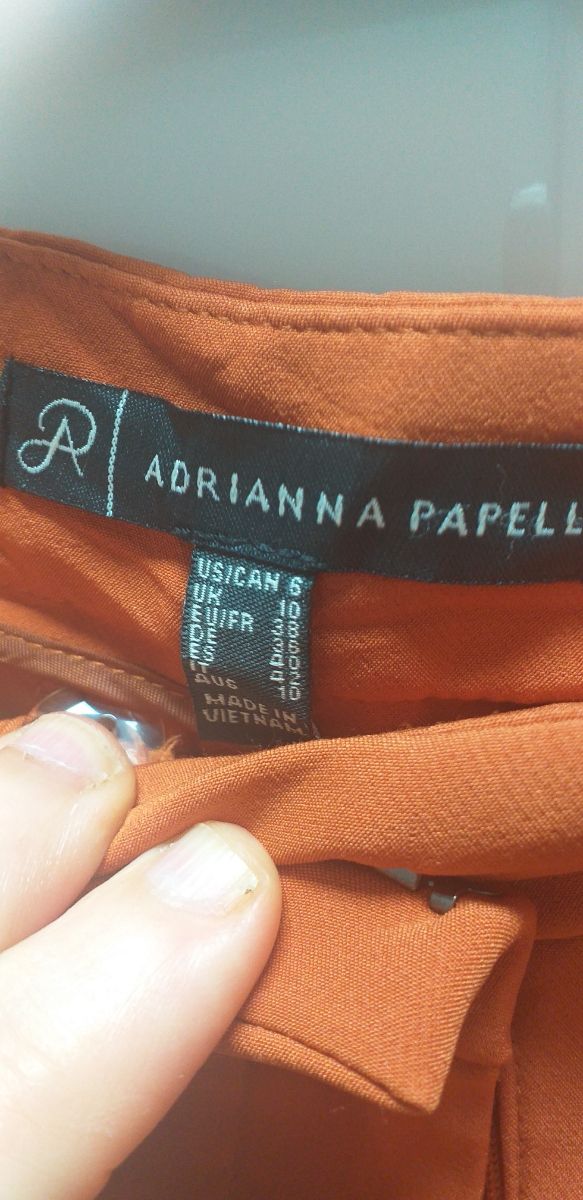 AP
ADRIANNA PAPELL
US/CAN 6
UK 10
EU/FR 38
DE 36
ES 40
IT 42
AUS 10
MADE IN
VIETNAM